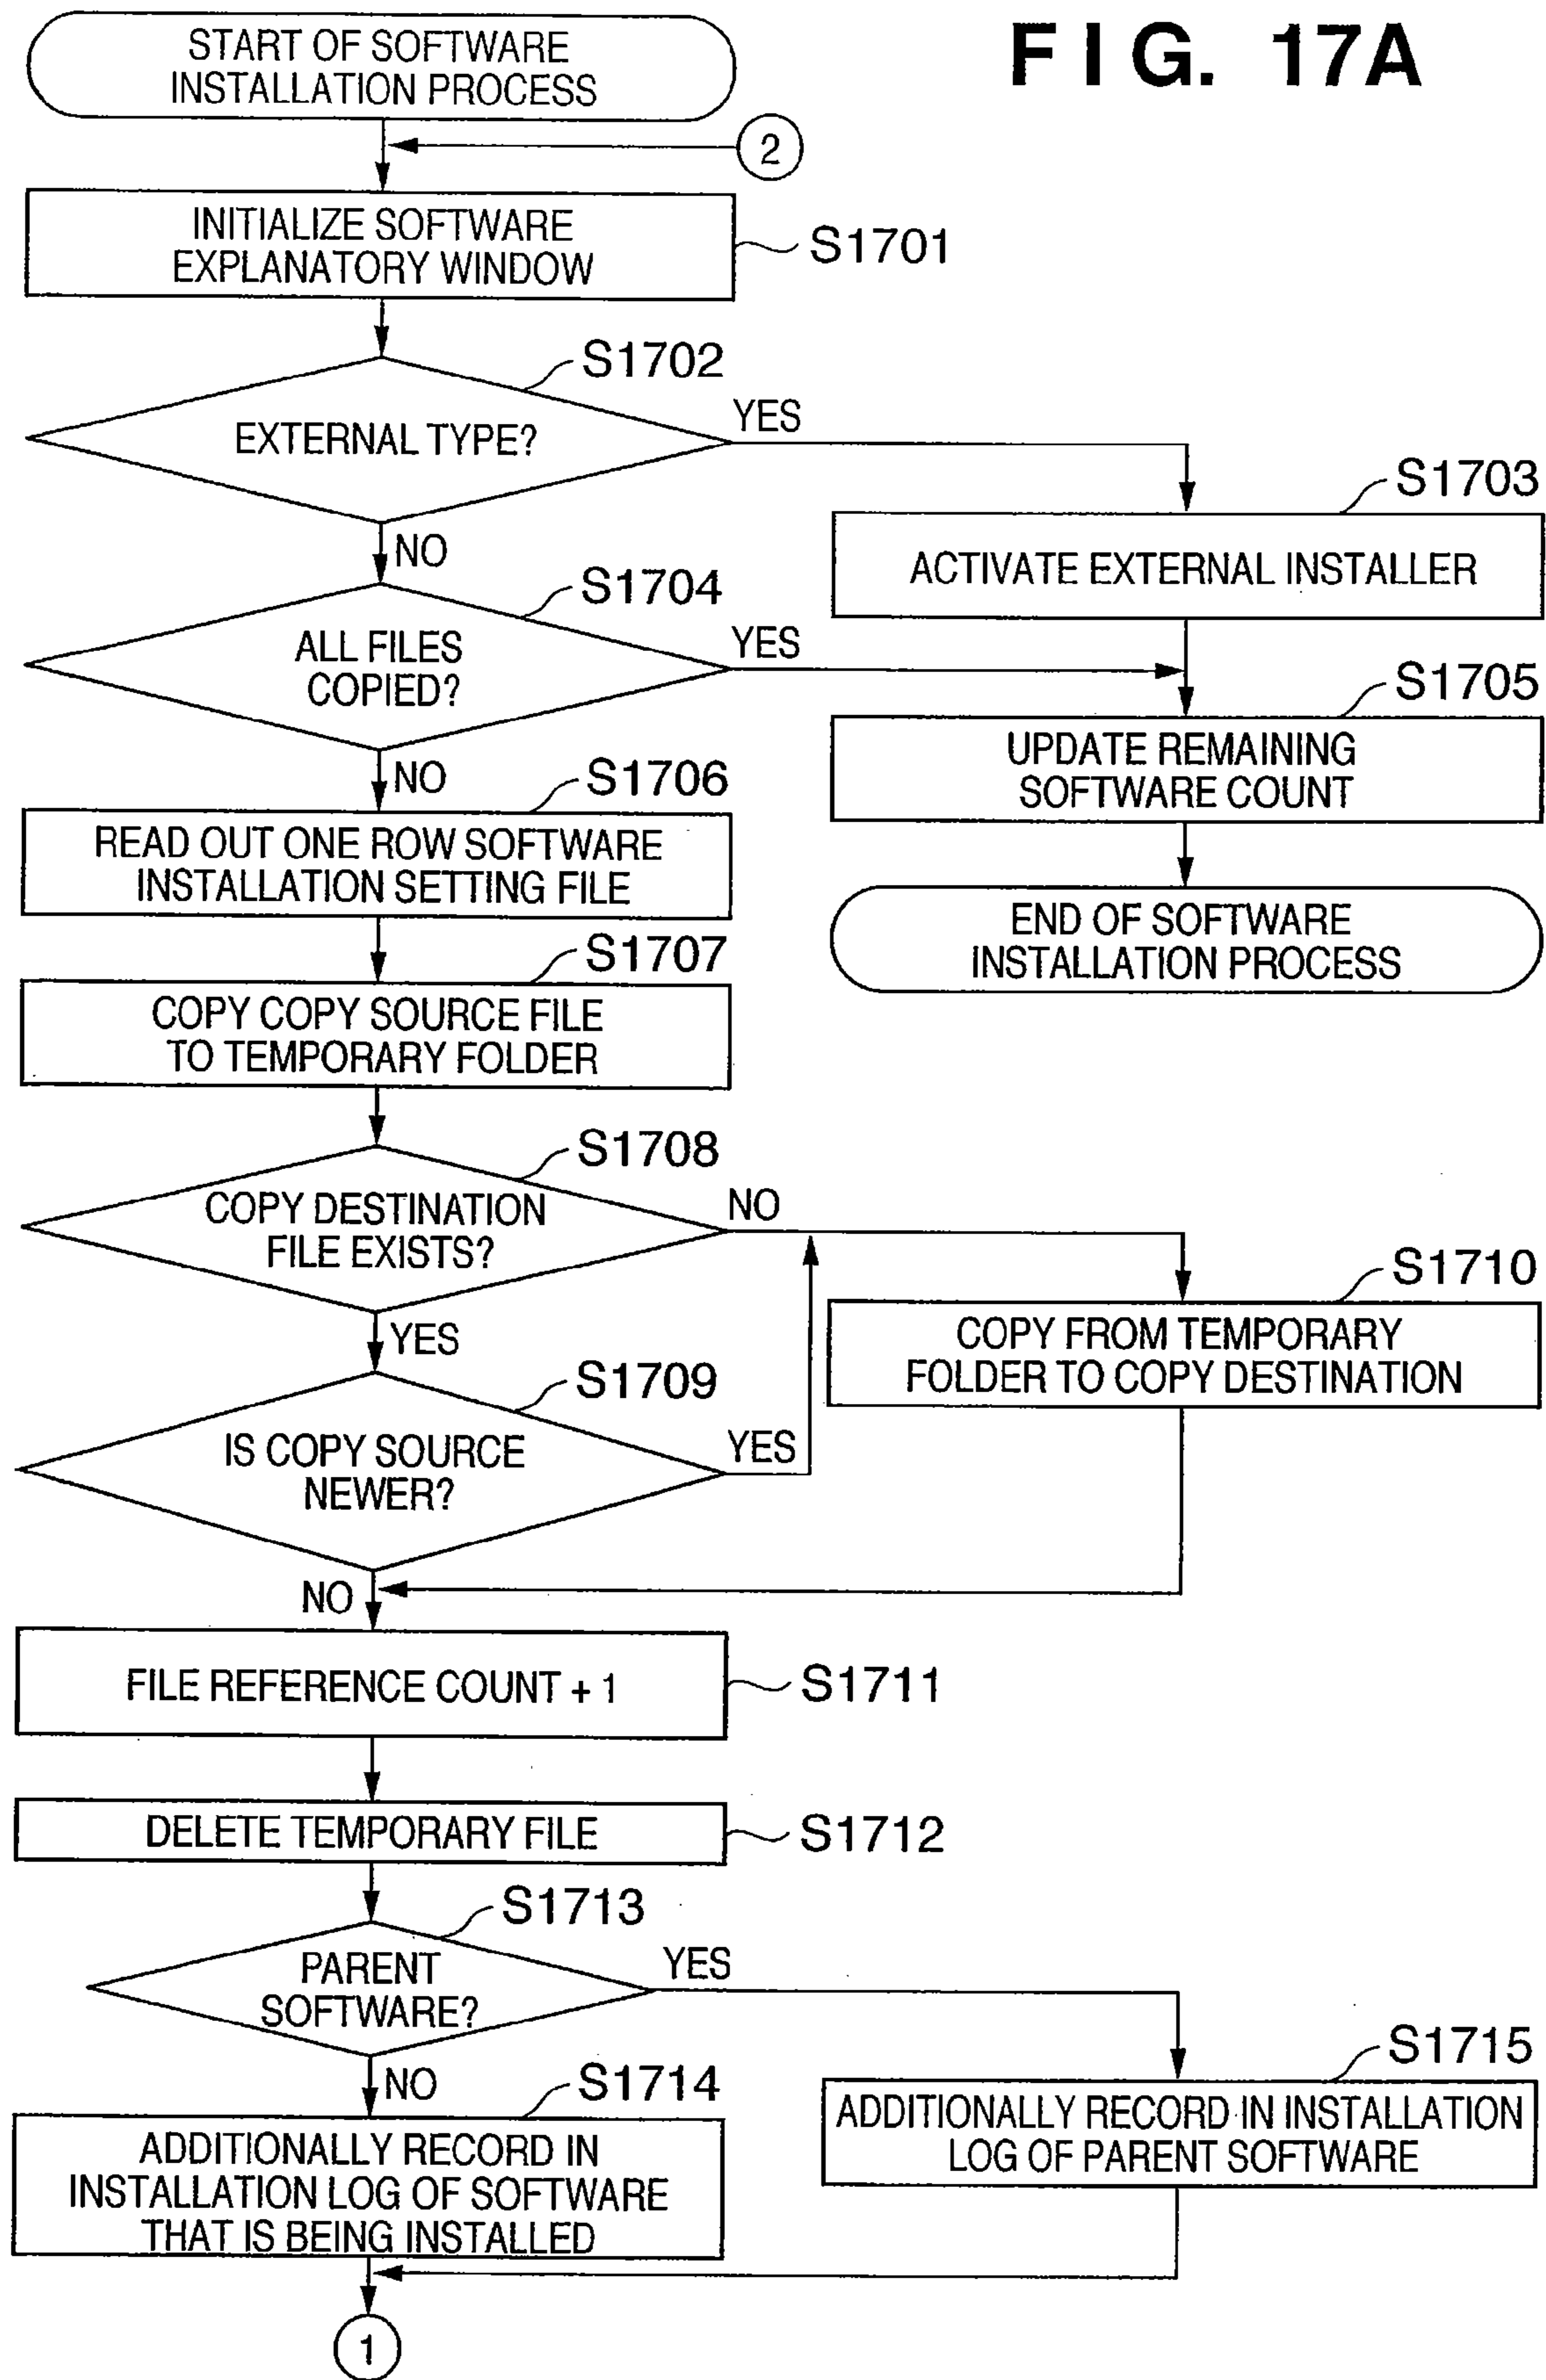 FIG. 17A
START OF SOFTWARE
INSTALLATION PROCESS
2
INITIALIZE SOFTWARE
EXPLANATORY WINDOW
S1701
S1702
EXTERNAL TYPE?
YES
NO
S1703
ACTIVATE EXTERNAL INSTALLER
S1704
ALL FILES
COPIED?
YES
NO
S1705
UPDATE REMAINING
SOFTWARE COUNT
END OF SOFTWARE
INSTALLATION PROCESS
S1706
READ OUT ONE ROW SOFTWARE
INSTALLATION SETTING FILE
S1707
COPY COPY SOURCE FILE
TO TEMPORARY FOLDER
S1708
COPY DESTINATION
FILE EXISTS?
NO
YES
S1710
COPY FROM TEMPORARY
FOLDER TO COPY DESTINATION
S1709
IS COPY SOURCE
NEWER?
YES
NO
FILE REFERENCE COUNT + 1
S1711
DELETE TEMPORARY FILE
S1712
S1713
PARENT
SOFTWARE?
YES
NO
S1714
ADDITIONALLY RECORD IN
INSTALLATION LOG OF SOFTWARE
THAT IS BEING INSTALLED
S1715
ADDITIONALLY RECORD IN INSTALLATION
LOG OF PARENT SOFTWARE
1